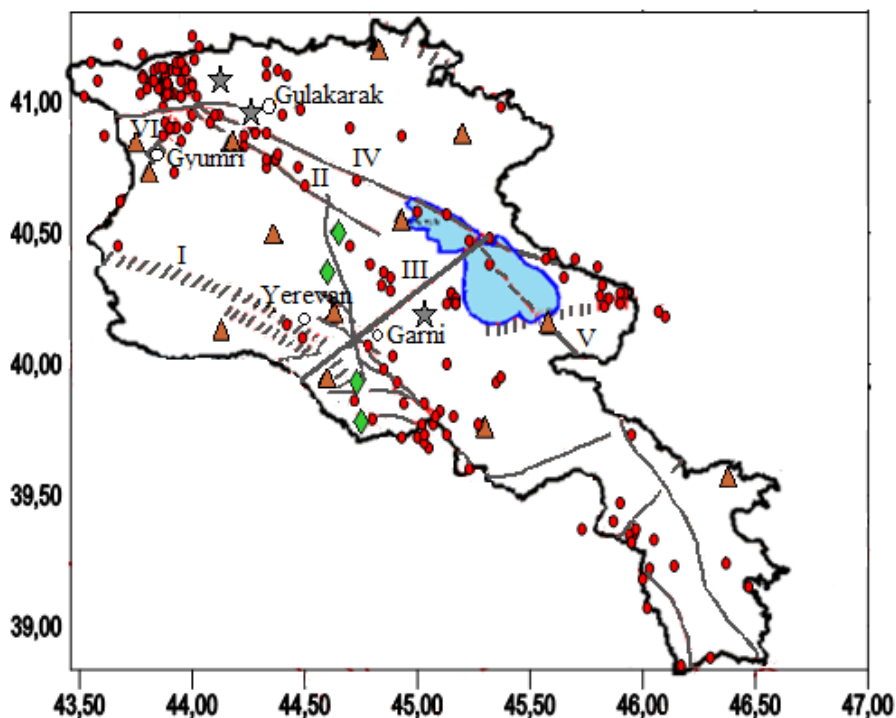 41,00
Gulakarak
VI
Gyumri
IV
II
40,50
I
III
Yerevan
Garni
V
40,00
39,50
39,00
43,50 44,00 44,50 45,00 45,50 46,00 46,50 47,00